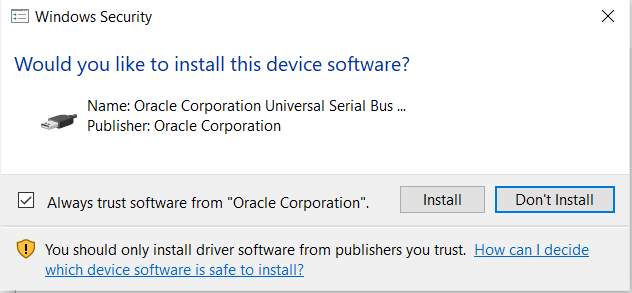 Windows Security
Would you like to install this device software?
Name: Oracle Corporation Universal Serial Bus ...
Publisher: Oracle Corporation
Always trust software from "Oracle Corporation".
Install
Don't Install
You should only install driver software from publishers you trust. How can I decide
which device software is safe to install?